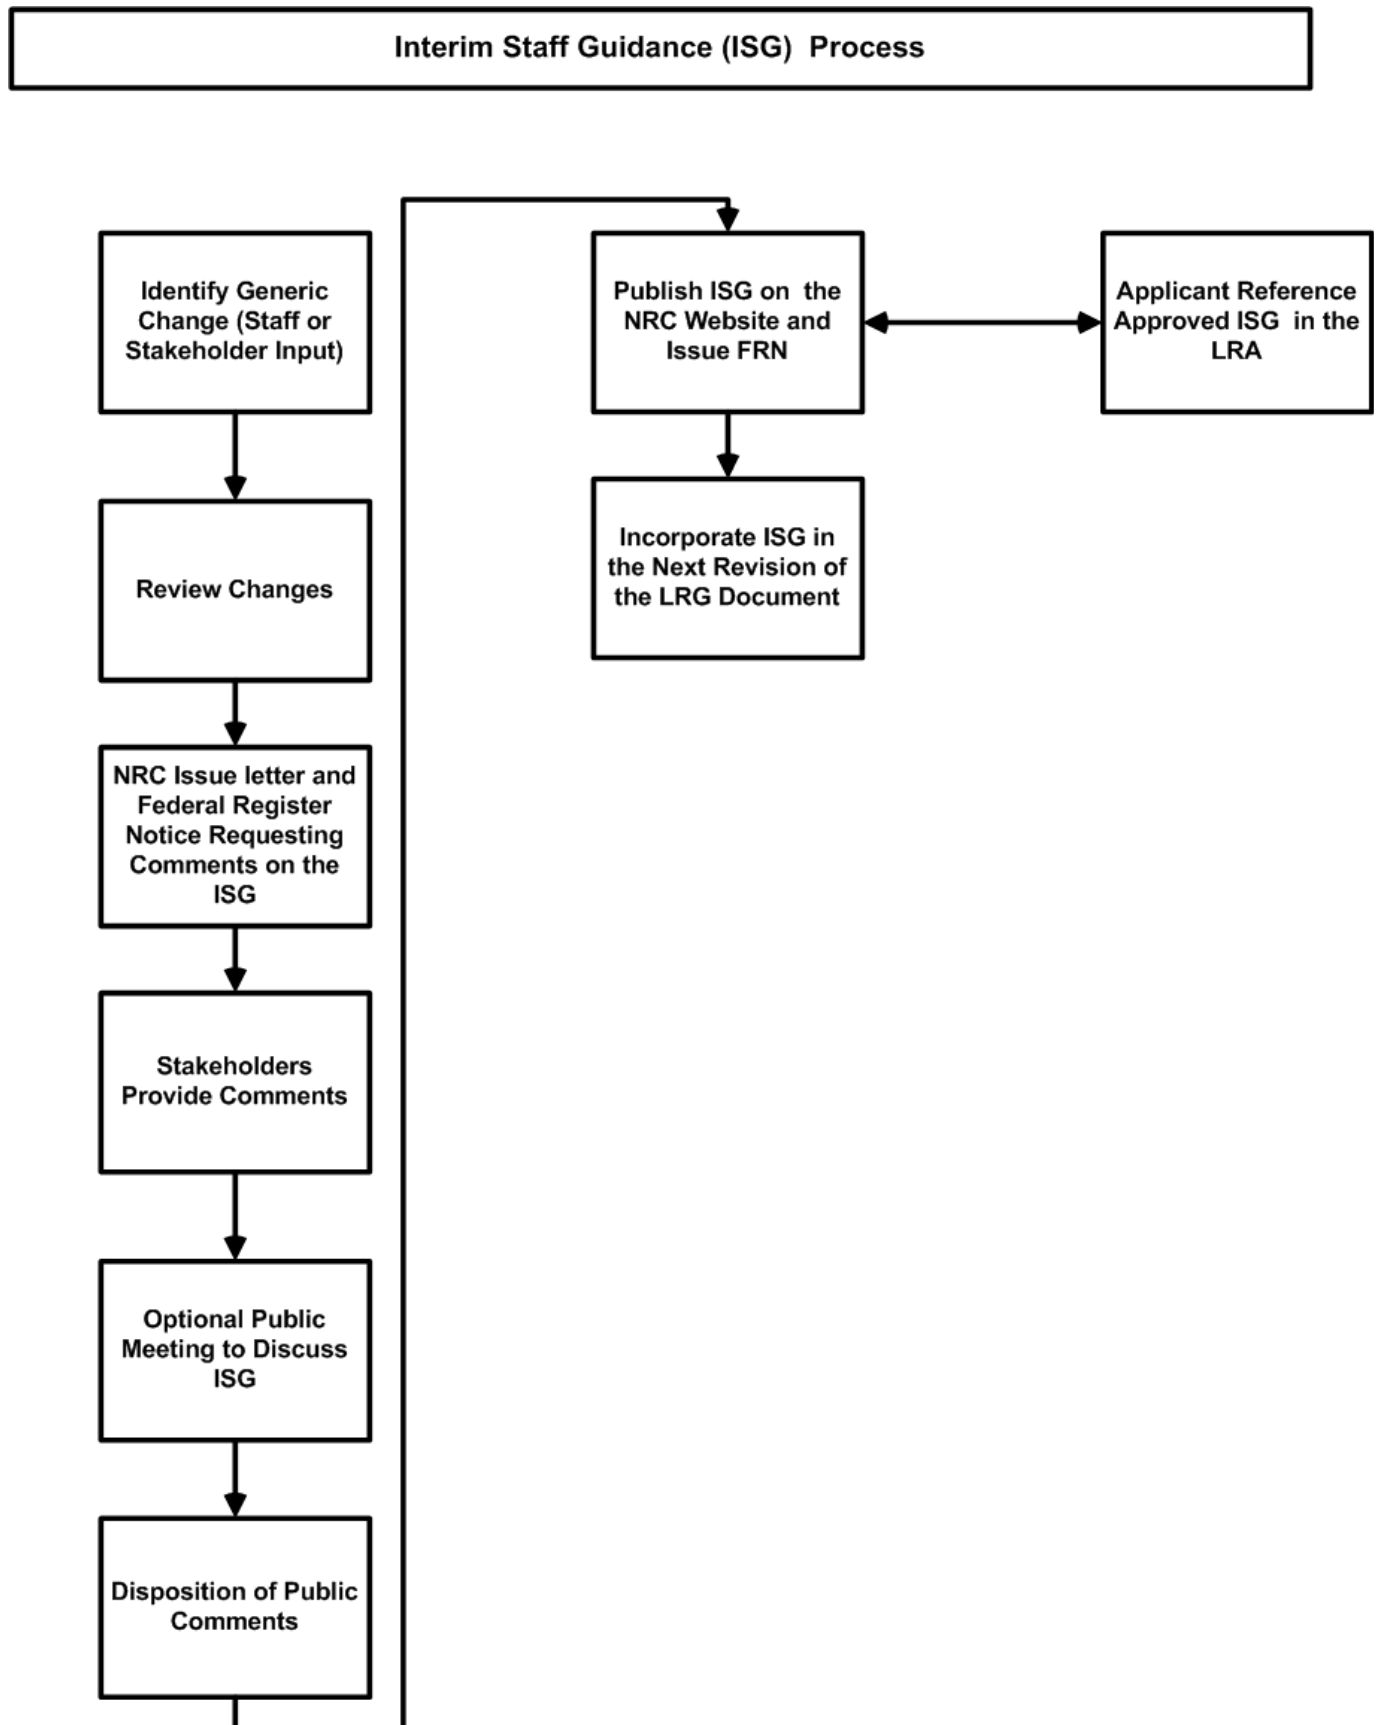 Interim Staff Guidance (ISG)  Process
Identify Generic
Change (Staff or
Stakeholder Input)
Review Changes
NRC Issue letter and
Federal Register
Notice Requesting
Comments on the
ISG
Stakeholders
Provide Comments
Optional Public
Meeting to Discuss
ISG
Disposition of Public
Comments
Publish ISG on  the
NRC Website and
Issue FRN
Incorporate ISG in
the Next Revision of
the LRG Document
Applicant Reference
Approved ISG  in the
LRA